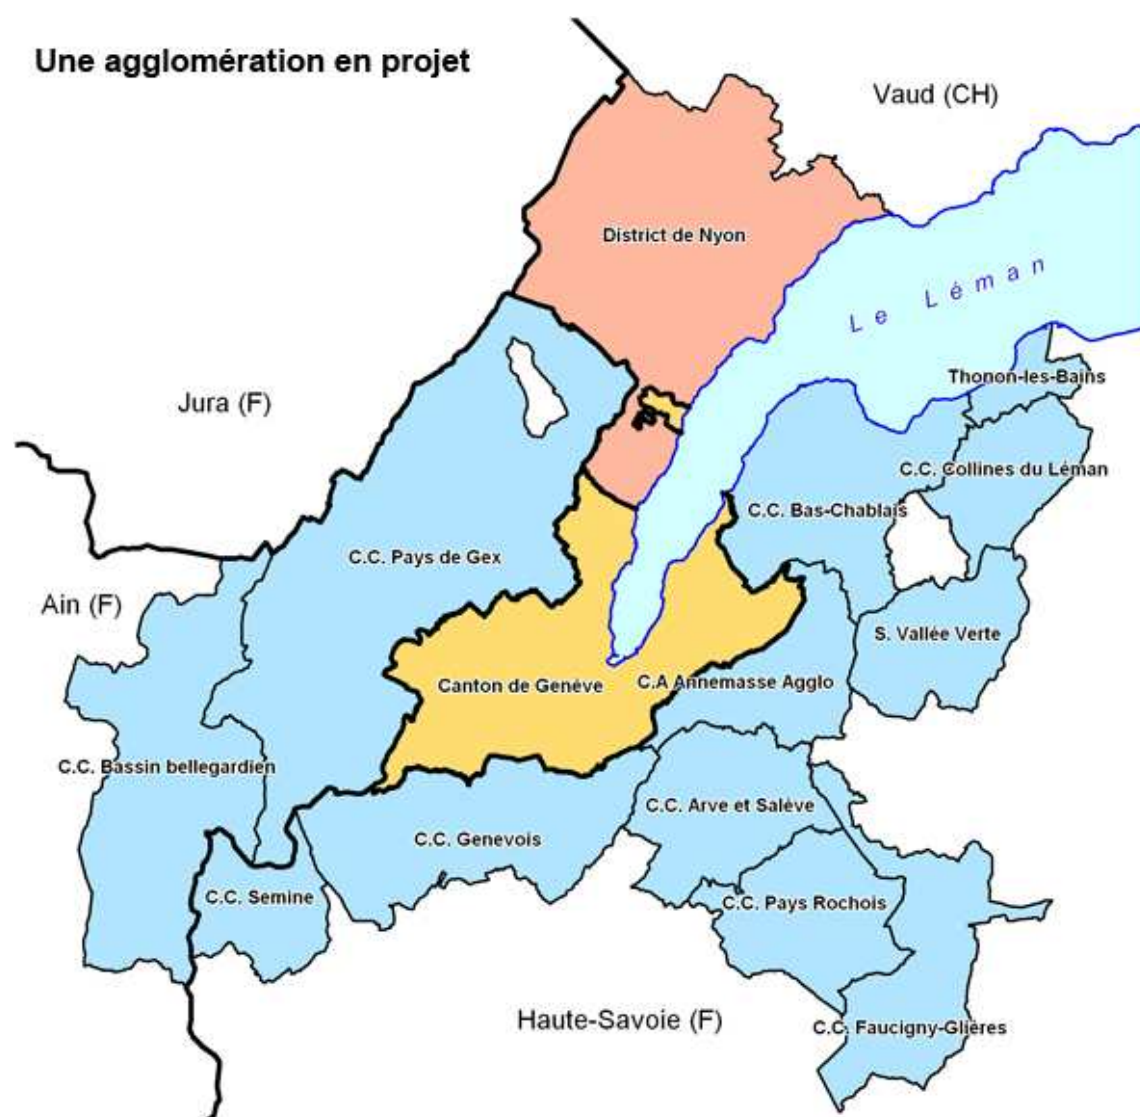 Une agglomération en projet
Vaud (CH)
District de Nyon
Le Léman
Thonon-les-Bains
Jura (F)
C.C. Collines du Léman
C.C. Bas-Chablais
C.C. Pays de Gex
Ain (F)
S. Vallée Verte
Canton de Genéve
C.A Annemasse Agglo
C.C. Bassin bellegardien
C.C. Arve et Salève
C.C. Genevois
C.C. Semine
C.C. Pays Rochois
Haute-Savoie (F)
C.C. Faucigny-Glières